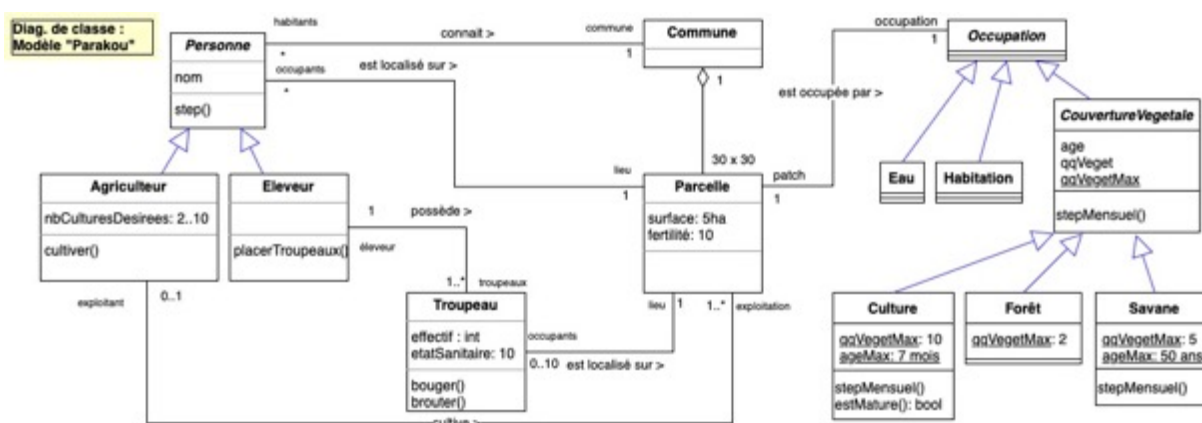 Diag. de classe :
Modèle "Parakou"
Personne
nom
step()
habitants
*
connait >
commune
1
Commune
1
occupants
*
est localisé sur >
lieu
1
30 x 30
occupation
1
est occupée par >
patch
1
Occupation
Eau
Habitation
CouvertureVegetale
age
qqVeget
qqVegetMax
stepMensuel()
Agriculteur
nbCulturesDesirees: 2..10
cultiver()
Eleveur
placerTroupeaux()
1
possède >
éleveur
1..*
troupeaux
Parcelle
surface: 5ha
fertilité: 10
exploitant
0..1
Troupeau
effectif : int
etatSanitaire: 10
bouger()
brouter()
occupants
0..10
est localisé sur >
lieu
1
1..*
exploitation
cultive >
Culture
qqVegetMax: 10
ageMax: 7 mois
stepMensuel()
estMature(): bool
Forêt
qqVegetMax: 2
Savane
qqVegetMax: 5
ageMax: 50 ans
stepMensuel()